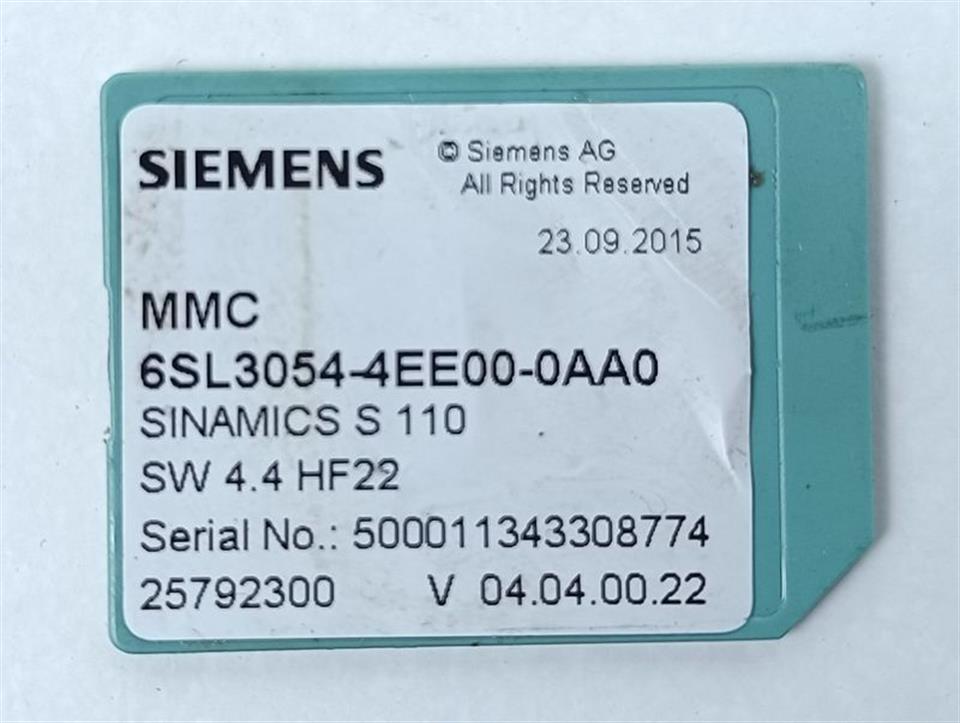 SIEMENS
© Siemens AG
All Rights Reserved
23.09.2015
MMC
6SL3054-4EE00-0AA0
SINAMICS S 110
SW 4.4 HF22
Serial No.: 500011343308774
25792300 V 04.04.00.22